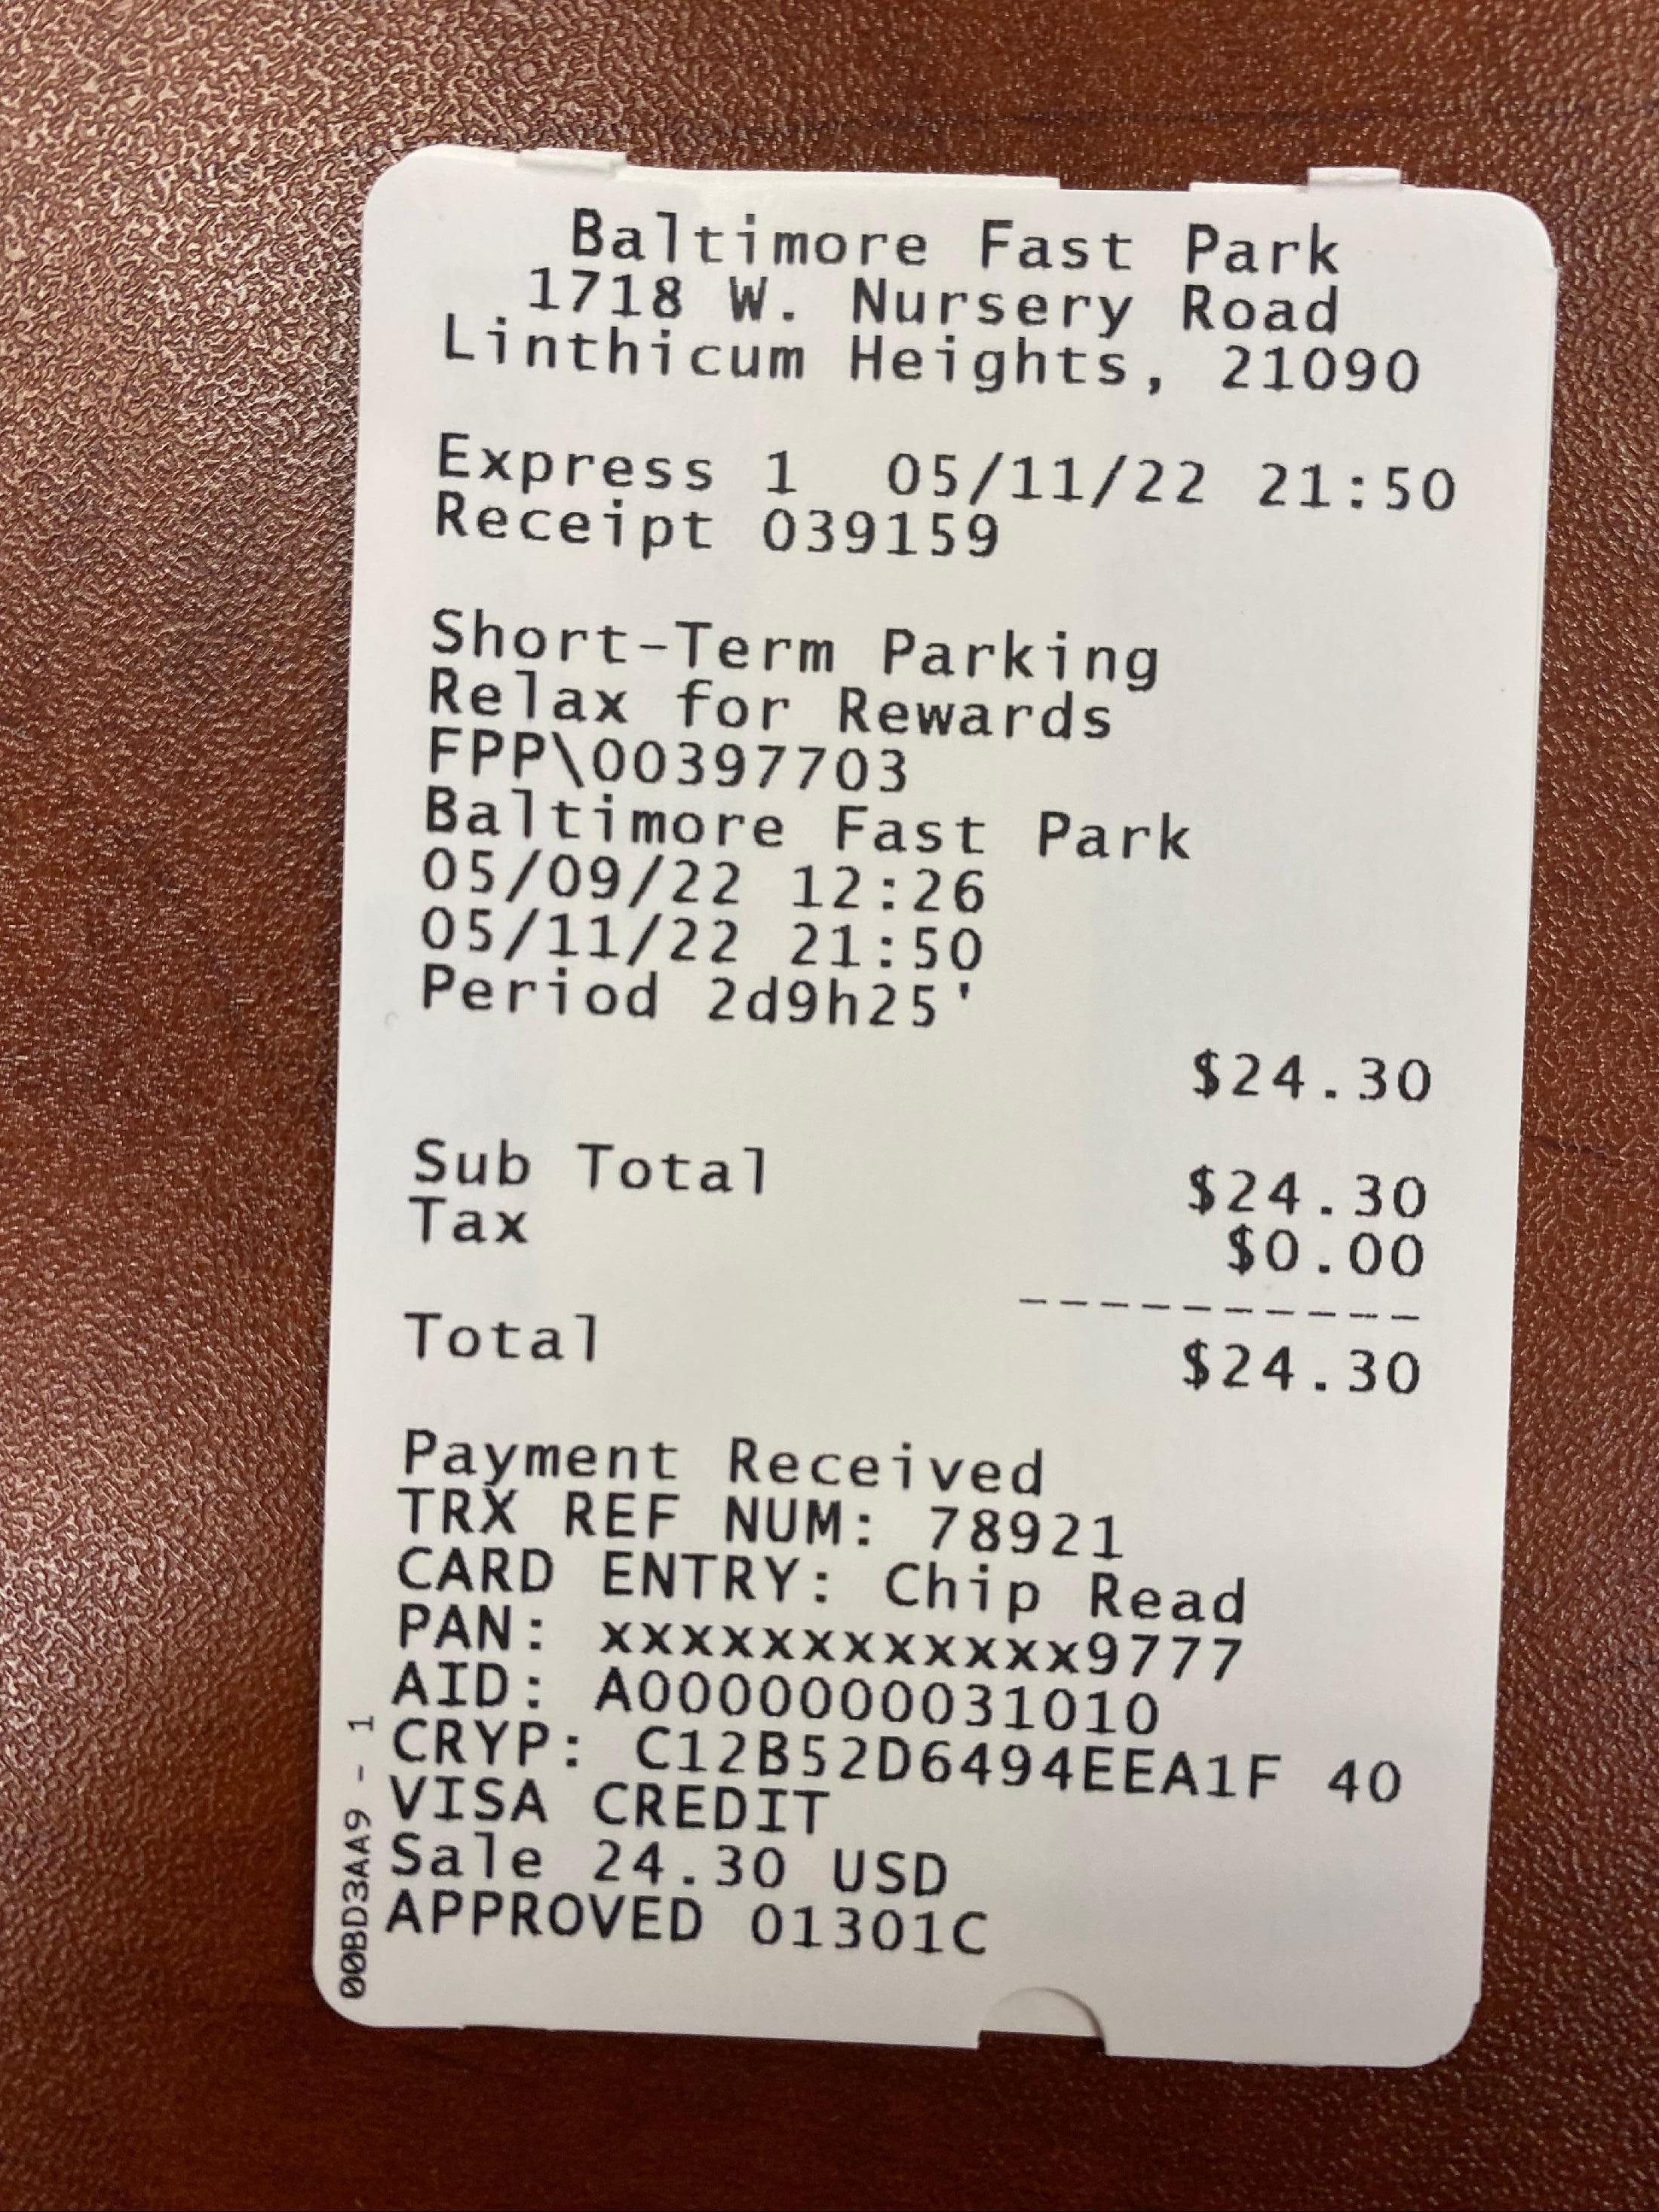 Baltimore Fast Park
1718 W. Nursery Road
Linthicum Heights, 21090
Express 1 05/11/22 21:50
Receipt 039159
Short-Term Parking
Relax for Rewards
FPP\00397703
Baltimore Fast Park
05/09/22 12:26
05/11/22 21:50
Period 2d9h25'
$24.30
Sub Total $24.30
Tax $0.00
----------
Total $24.30
Payment Received
TRX REF NUM: 78921
CARD ENTRY: Chip Read
PAN: xxxxxxxxxxxx9777
AID: A0000000031010
CRYP: C12B52D6494EEA1F 40
VISA CREDIT
Sale 24.30 USD
APPROVED 01301C
00BD3AA9 - 1